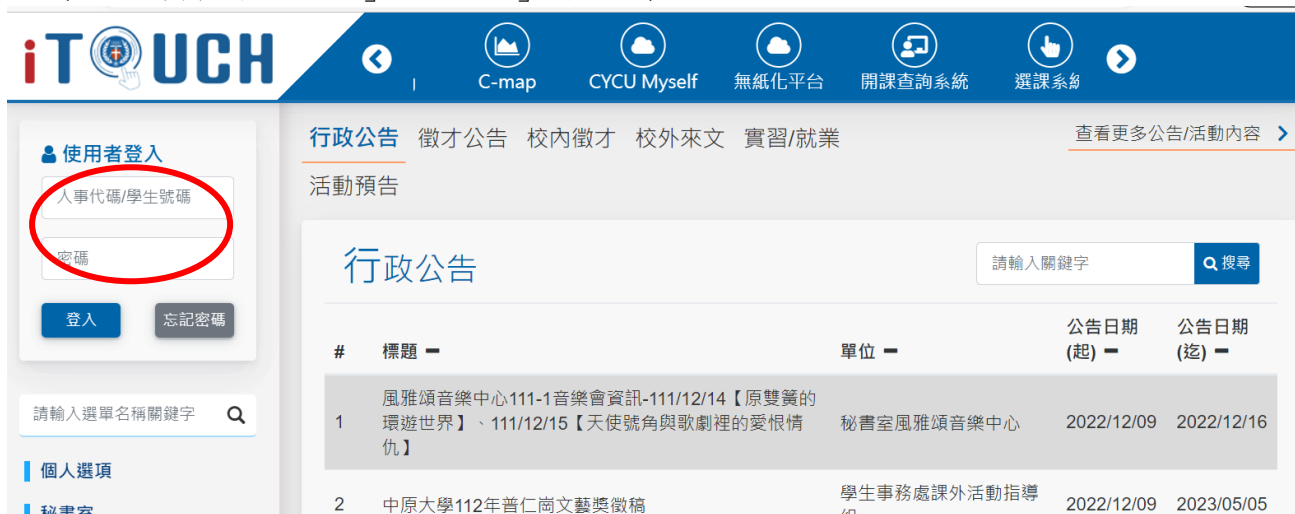 iTOUCH
C-map
CYCU Myself
無紙化平台
開課查詢系統
選課系
使用者登入
人事代碼/學生號碼
密碼
登入
忘記密碼
請輸入選單名稱關鍵字
個人選項
秘書室
行政公告 徵才公告 校內徵才 校外來文 實習/就業
活動預告
查看更多公告/活動內容
行政公告
請輸入關鍵字
搜尋
# 標題 單位 公告日期(起) 公告日期(迄)
1 風雅頌音樂中心111-1音樂會資訊-111/12/14【原雙簧的
環遊世界】、111/12/15【天使號角與歌劇裡的愛恨情
仇】
秘書室風雅頌音樂中心 2022/12/09 2022/12/16
2 中原大學112年普仁崗文藝獎徵稿
學生事務處課外活動指導
2022/12/09 2023/05/05